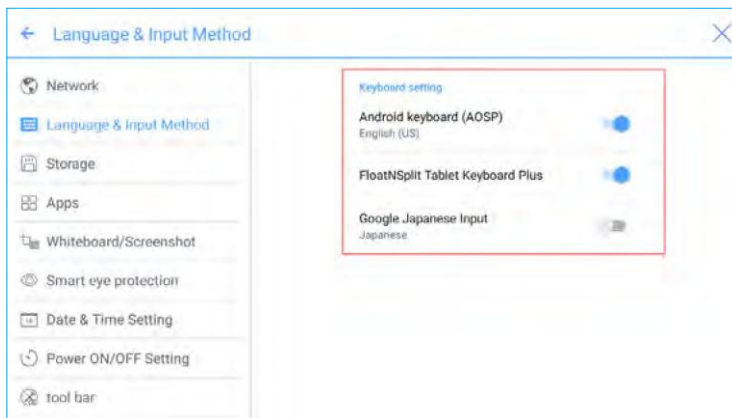 Language & Input Method
Network
Language & Input Method
Storage
Apps
Whiteboard/Screenshot
Smart eye protection
Date & Time Setting
Power ON/OFF Setting
tool bar
Keyboard setting
Android keyboard (AOSP)
English (US)
FloatNSplit Tablet Keyboard Plus
Google Japanese Input
Japanese